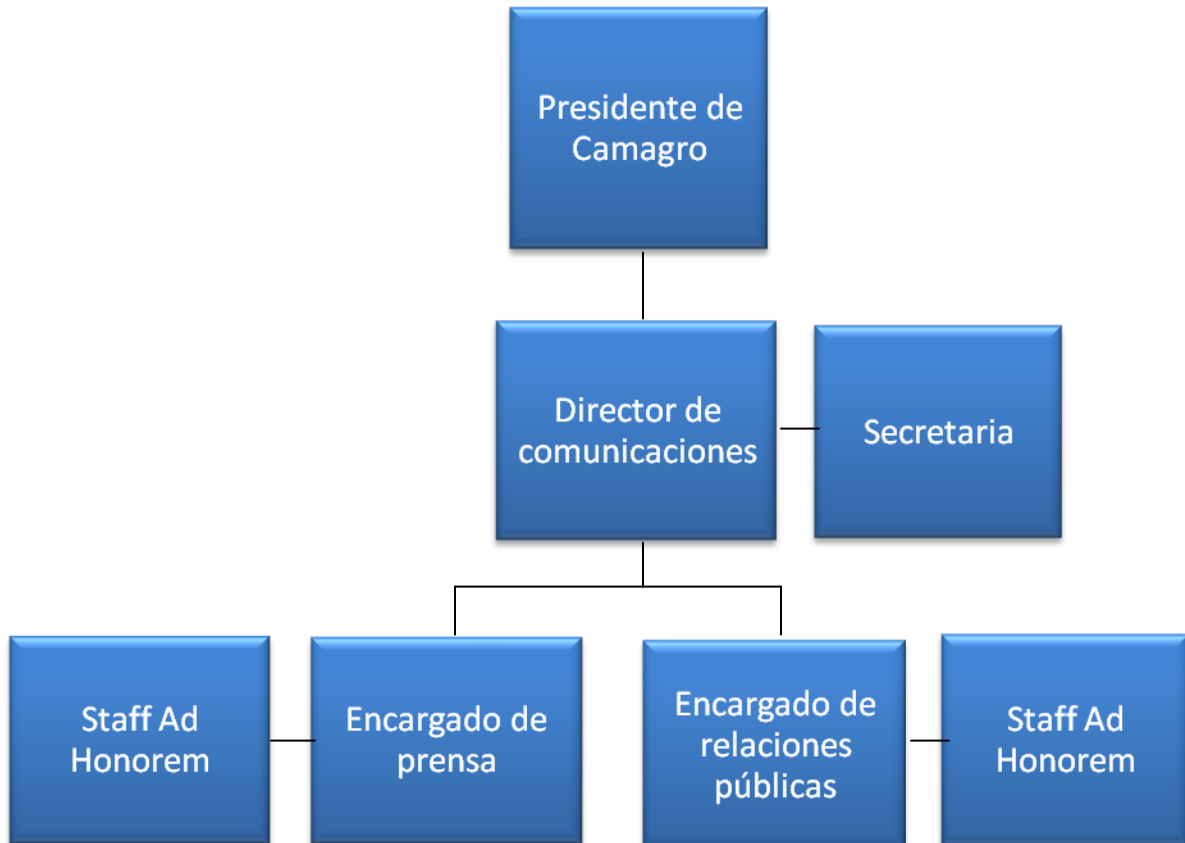 Presidente de
Camagro
Director de
comunicaciones
Secretaria
Staff Ad
Honorem
Encargado de
prensa
Encargado de
relaciones
públicas
Staff Ad
Honorem